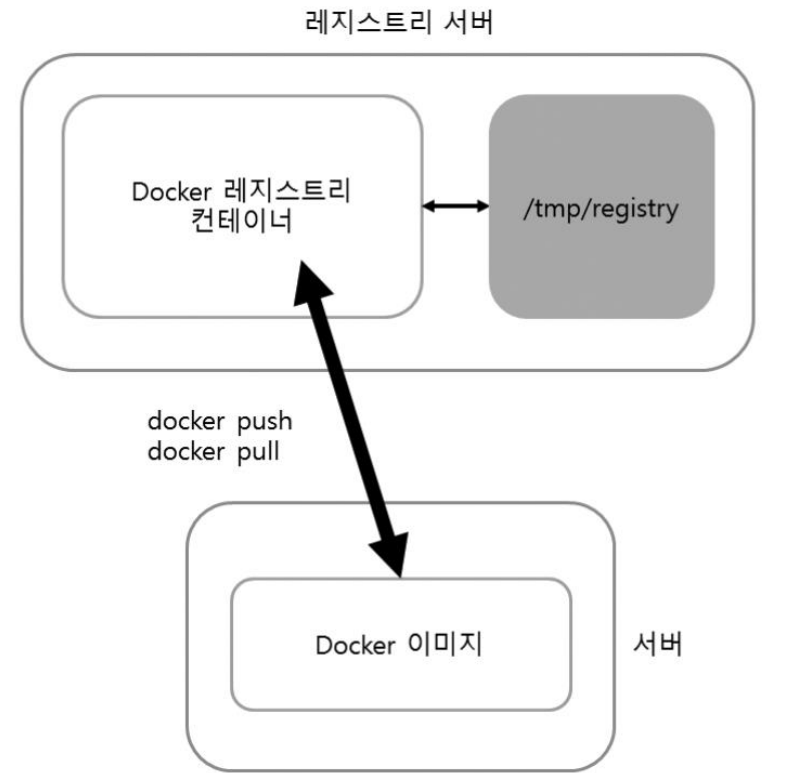 레지스트리 서버
Docker 레지스트리
컨테이너
/tmp/registry
docker push
docker pull
Docker 이미지
서버